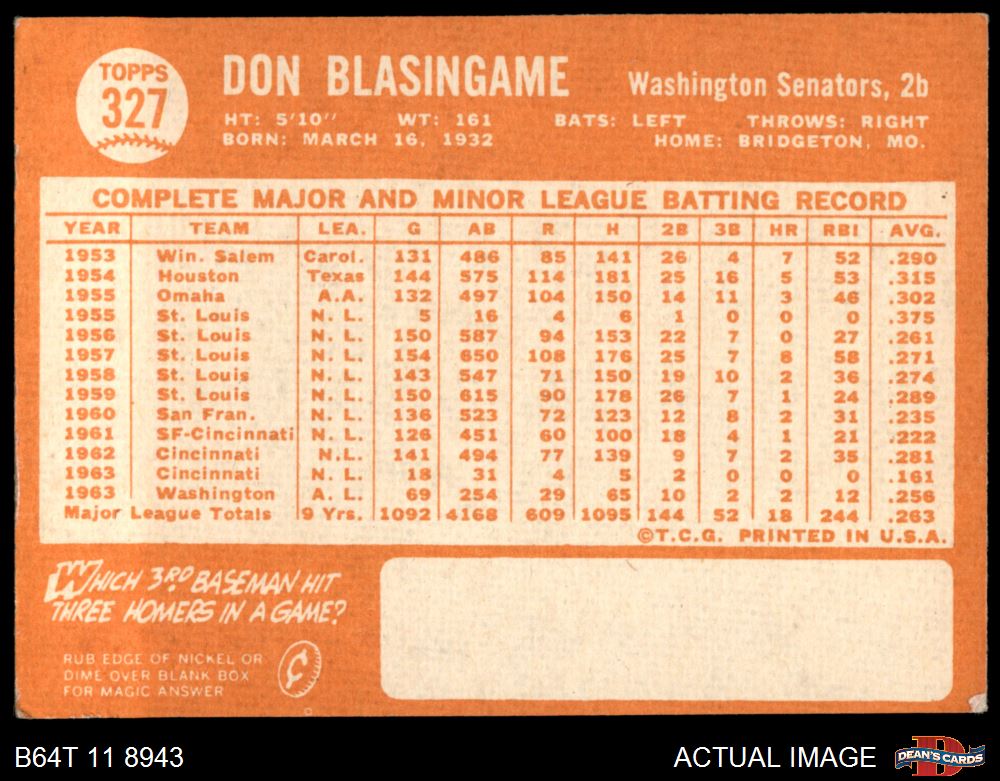 TOPPS
327
DON BLASINGAME
Washington Senators, 2b
HT: 5'10" WT: 161 BATS: LEFT THROWS: RIGHT
BORN: MARCH 16, 1932 HOME: BRIDGETON, MO.
COMPLETE MAJOR AND MINOR LEAGUE BATTING RECORD
YEAR TEAM LEA. G AB R H 2B 3B HR RBI AVG.
1953 Win. Salem Carol. 131 486 85 141 26 4 7 52 .290
1954 Houston Texas 144 575 114 181 25 16 5 53 .315
1955 Omaha A.A. 132 497 104 150 14 11 3 46 .302
1955 St. Louis N. L. 5 16 4 6 1 0 0 0 .375
1956 St. Louis N. L. 150 587 94 153 22 7 0 27 .261
1957 St. Louis N. L. 154 650 108 176 25 7 8 58 .271
1958 St. Louis N. L. 143 547 71 150 19 10 2 36 .274
1959 St. Louis N. L. 150 615 90 178 26 7 1 24 .289
1960 San Fran. N. L. 136 523 72 123 12 8 2 31 .235
1961 SF-Cincinnati N. L. 126 451 60 100 18 4 1 21 .222
1962 Cincinnati N.L. 141 494 77 139 9 7 2 35 .281
1963 Cincinnati N. L. 18 31 4 5 2 0 0 0 .161
1963 Washington A. L. 69 254 29 65 10 2 2 12 .256
Major League Totals 9 Yrs. 1092 4168 609 1095 144 52 18 244 .263
©T.C.G. PRINTED IN U.S.A.
WHICH 3RD BASEMAN HIT
THREE HOMERS IN A GAME?
RUB EDGE OF NICKEL OR
DIME OVER BLANK BOX
FOR MAGIC ANSWER
¢
B64T 11 8943
ACTUAL IMAGE
D
DEAN'S CARDS